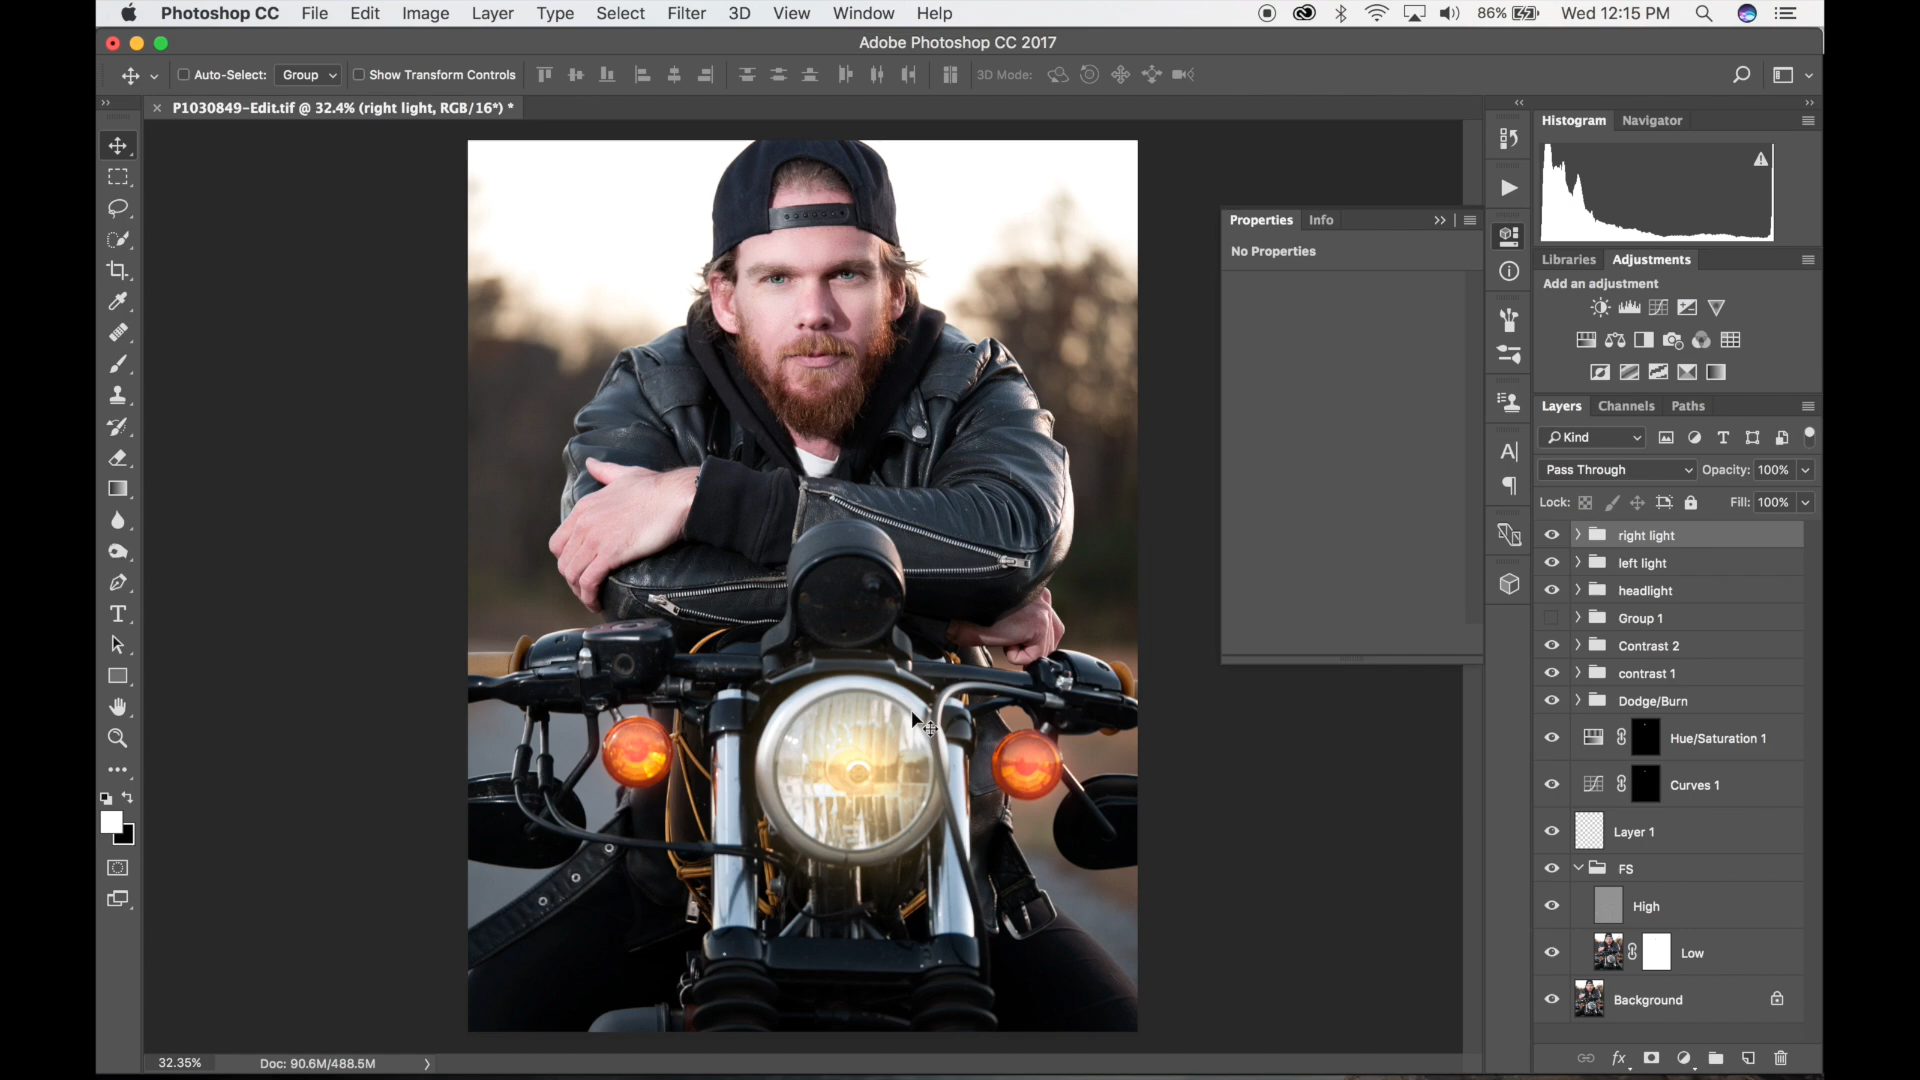 Photoshop CC File Edit Image Layer Type Select Filter 3D View Window Help 86% Wed 12:15 PM
Adobe Photoshop CC 2017
Auto-Select: Group Show Transform Controls 3D Mode:
P1030849-Edit.tif @ 32.4% (right light, RGB/16*) *
Histogram Navigator
Properties Info
No Properties
Libraries Adjustments
Add an adjustment
Layers Channels Paths
Kind
Pass Through Opacity: 100%
Lock: Fill: 100%
right light
left light
headlight
Group 1
Contrast 2
contrast 1
Dodge/Burn
Hue/Saturation 1
Curves 1
Layer 1
FS
High
Low
Background
32.35% Doc: 90.6M/488.5M